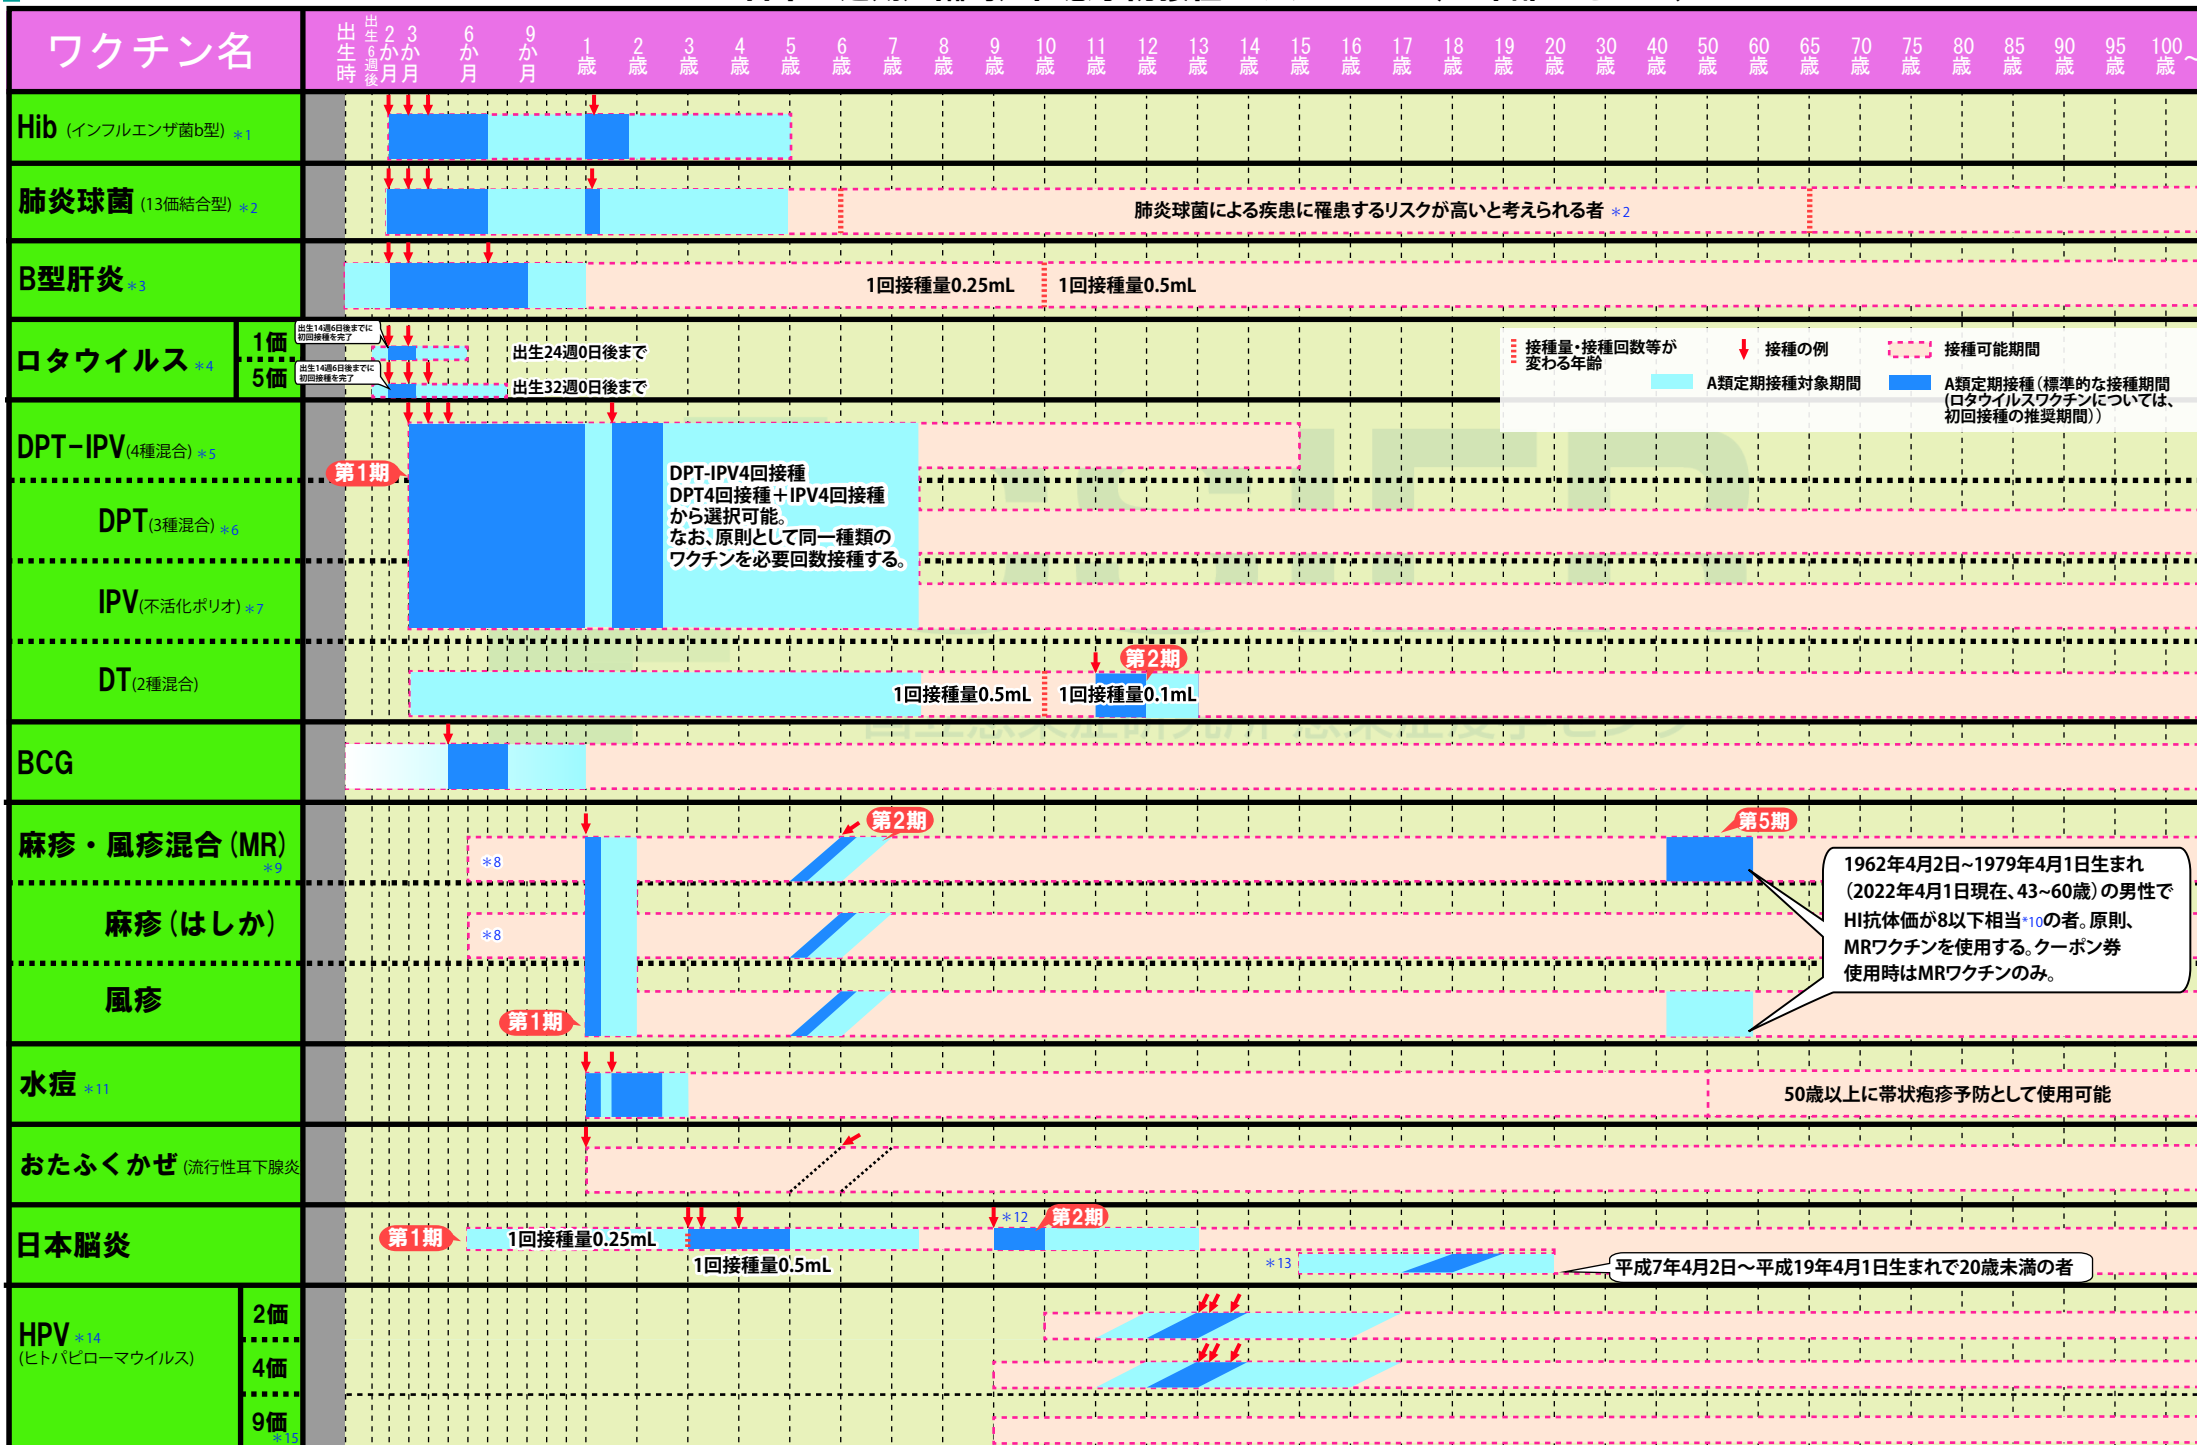 ワクチン名
出生時
出生6週後
2か月
3か月
6か月
9か月
1歳
2歳
3歳
4歳
5歳
6歳
7歳
8歳
9歳
10歳
11歳
12歳
13歳
14歳
15歳
16歳
17歳
18歳
19歳
20歳
30歳
40歳
50歳
60歳
65歳
70歳
75歳
80歳
85歳
90歳
95歳
100歳~
Hib (インフルエンザ菌b型) *1
肺炎球菌 (13価結合型) *2
肺炎球菌による疾患に罹患するリスクが高いと考えられる者 *2
B型肝炎 *3
1回接種量0.25mL
1回接種量0.5mL
ロタウイルス *4
1価
出生14週6日後までに
初回接種を完了
出生24週0日後まで
5価
出生14週6日後までに
初回接種を完了
出生32週0日後まで
接種量・接種回数等が
変わる年齢
接種の例
接種可能期間
A類定期接種対象期間
A類定期接種(標準的な接種期間
(ロタウイルスワクチンについては、
初回接種の推奨期間))
DPT-IPV(4種混合) *5
第1期
DPT-IPV4回接種
DPT4回接種+IPV4回接種
から選択可能。
なお、原則として同一種類の
ワクチンを必要回数接種する。
DPT(3種混合) *6
IPV(不活化ポリオ) *7
DT(2種混合)
第2期
1回接種量0.5mL
1回接種量0.1mL
BCG
麻疹・風疹混合(MR)
*9
*8
第2期
第5期
1962年4月2日~1979年4月1日生まれ
(2022年4月1日現在、43~60歳)の男性で
HI抗体価が8以下相当*10の者。原則、
MRワクチンを使用する。クーポン券
使用時はMRワクチンのみ。
麻疹(はしか)
*8
風疹
第1期
水痘 *11
50歳以上に帯状疱疹予防として使用可能
おたふくかぜ (流行性耳下腺炎
日本脳炎
第1期
1回接種量0.25mL
1回接種量0.5mL
*12
第2期
*13
平成7年4月2日~平成19年4月1日生まれで20歳未満の者
HPV *14
(ヒトパピローマウイルス)
2価
4価
9価
*15